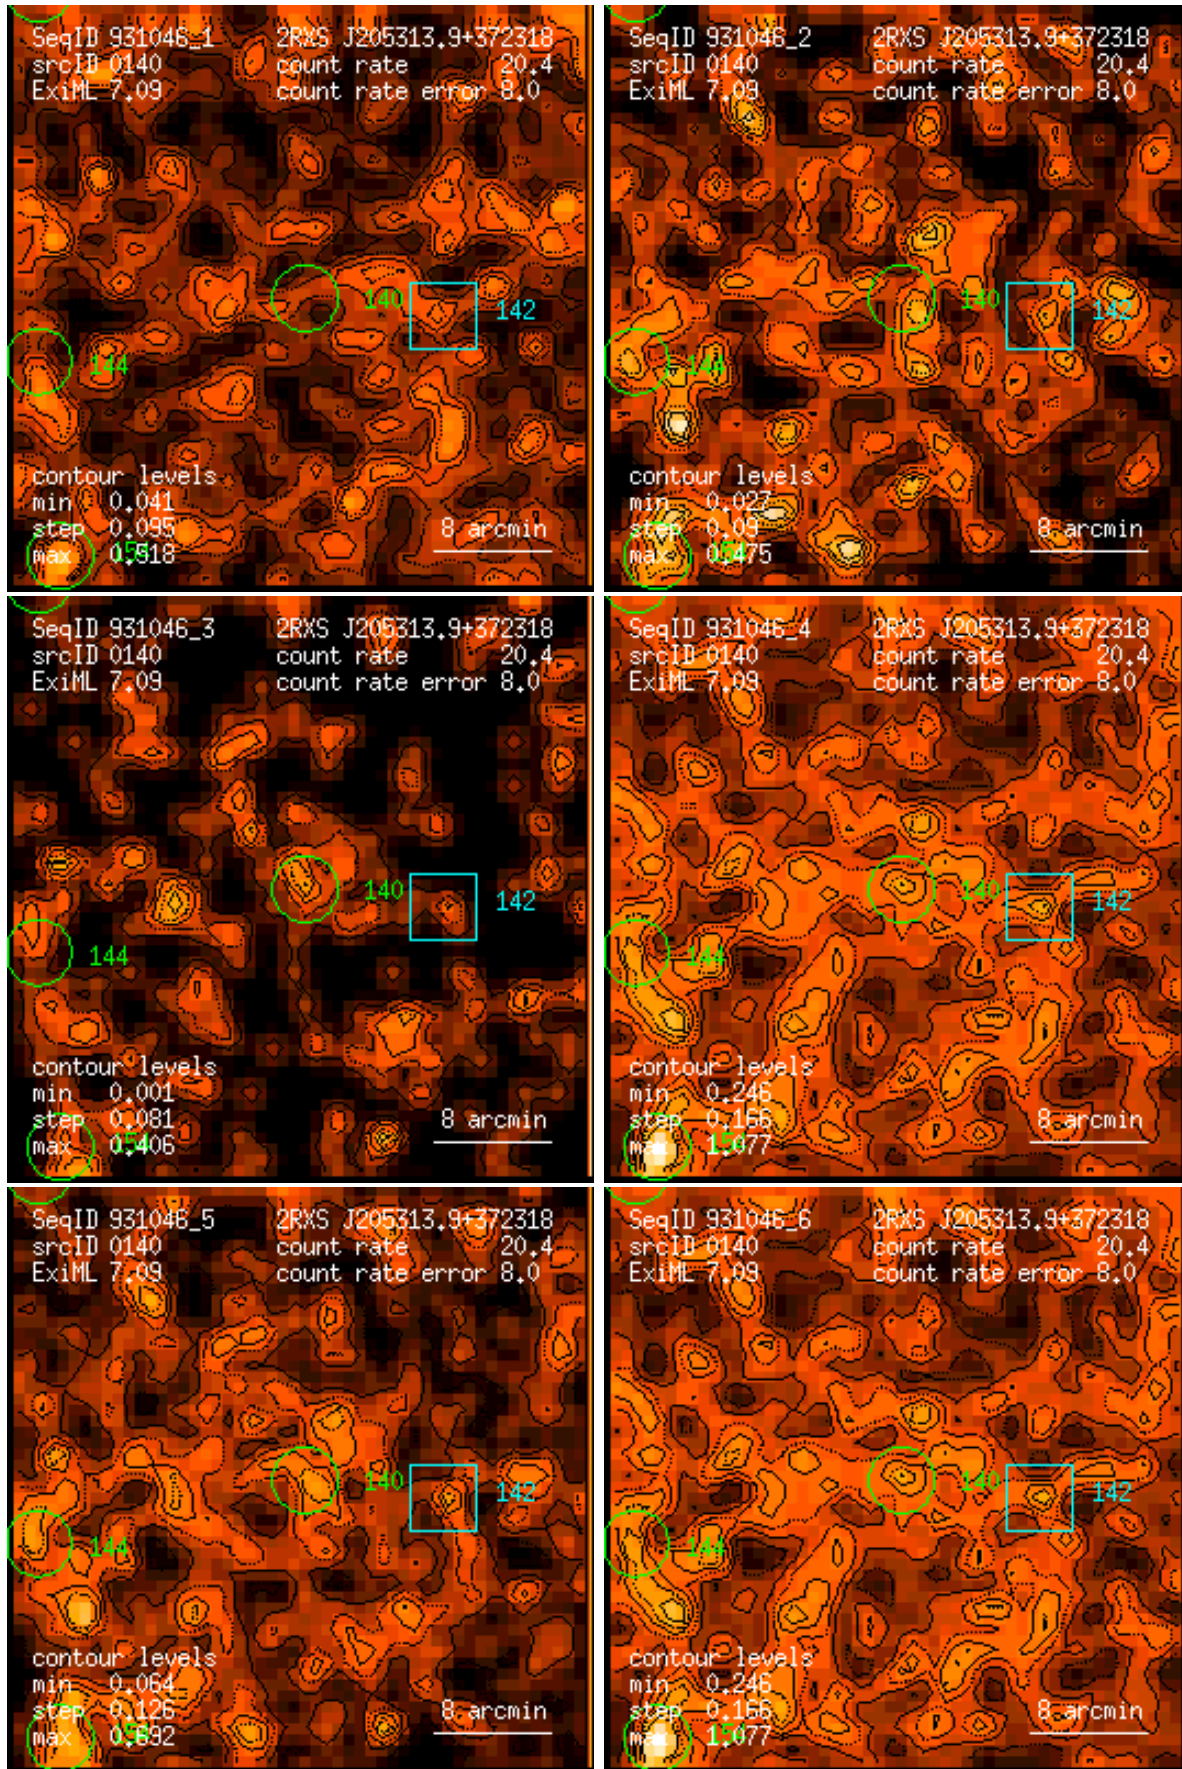 SeqID 931046_1 2RXS J205313.9+372318
srcID 0140 count rate 20.4
ExiML 7.09 count rate error 8.0
140
142
144
contour levels
min 0.041
step 0.095
8 arcmin
max 0.518
SeqID 931046_2 2RXS J205313.9+372318
srcID 0140 count rate 20.4
ExiML 7.09 count rate error 8.0
140
142
144
contour levels
min 0.027
step 0.09
8 arcmin
max 0.475
SeqID 931046_3 2RXS J205313.9+372318
srcID 0140 count rate 20.4
ExiML 7.09 count rate error 8.0
140
142
144
contour levels
min 0.001
step 0.081
8 arcmin
max 0.406
SeqID 931046_4 2RXS J205313.9+372318
srcID 0140 count rate 20.4
ExiML 7.09 count rate error 8.0
140
142
144
contour levels
min 0.246
step 0.166
8 arcmin
max 1.077
SeqID 931046_5 2RXS J205313.9+372318
srcID 0140 count rate 20.4
ExiML 7.09 count rate error 8.0
140
142
144
contour levels
min 0.064
step 0.126
8 arcmin
max 0.692
SeqID 931046_6 2RXS J205313.9+372318
srcID 0140 count rate 20.4
ExiML 7.09 count rate error 8.0
140
142
144
contour levels
min 0.246
step 0.166
8 arcmin
max 1.077